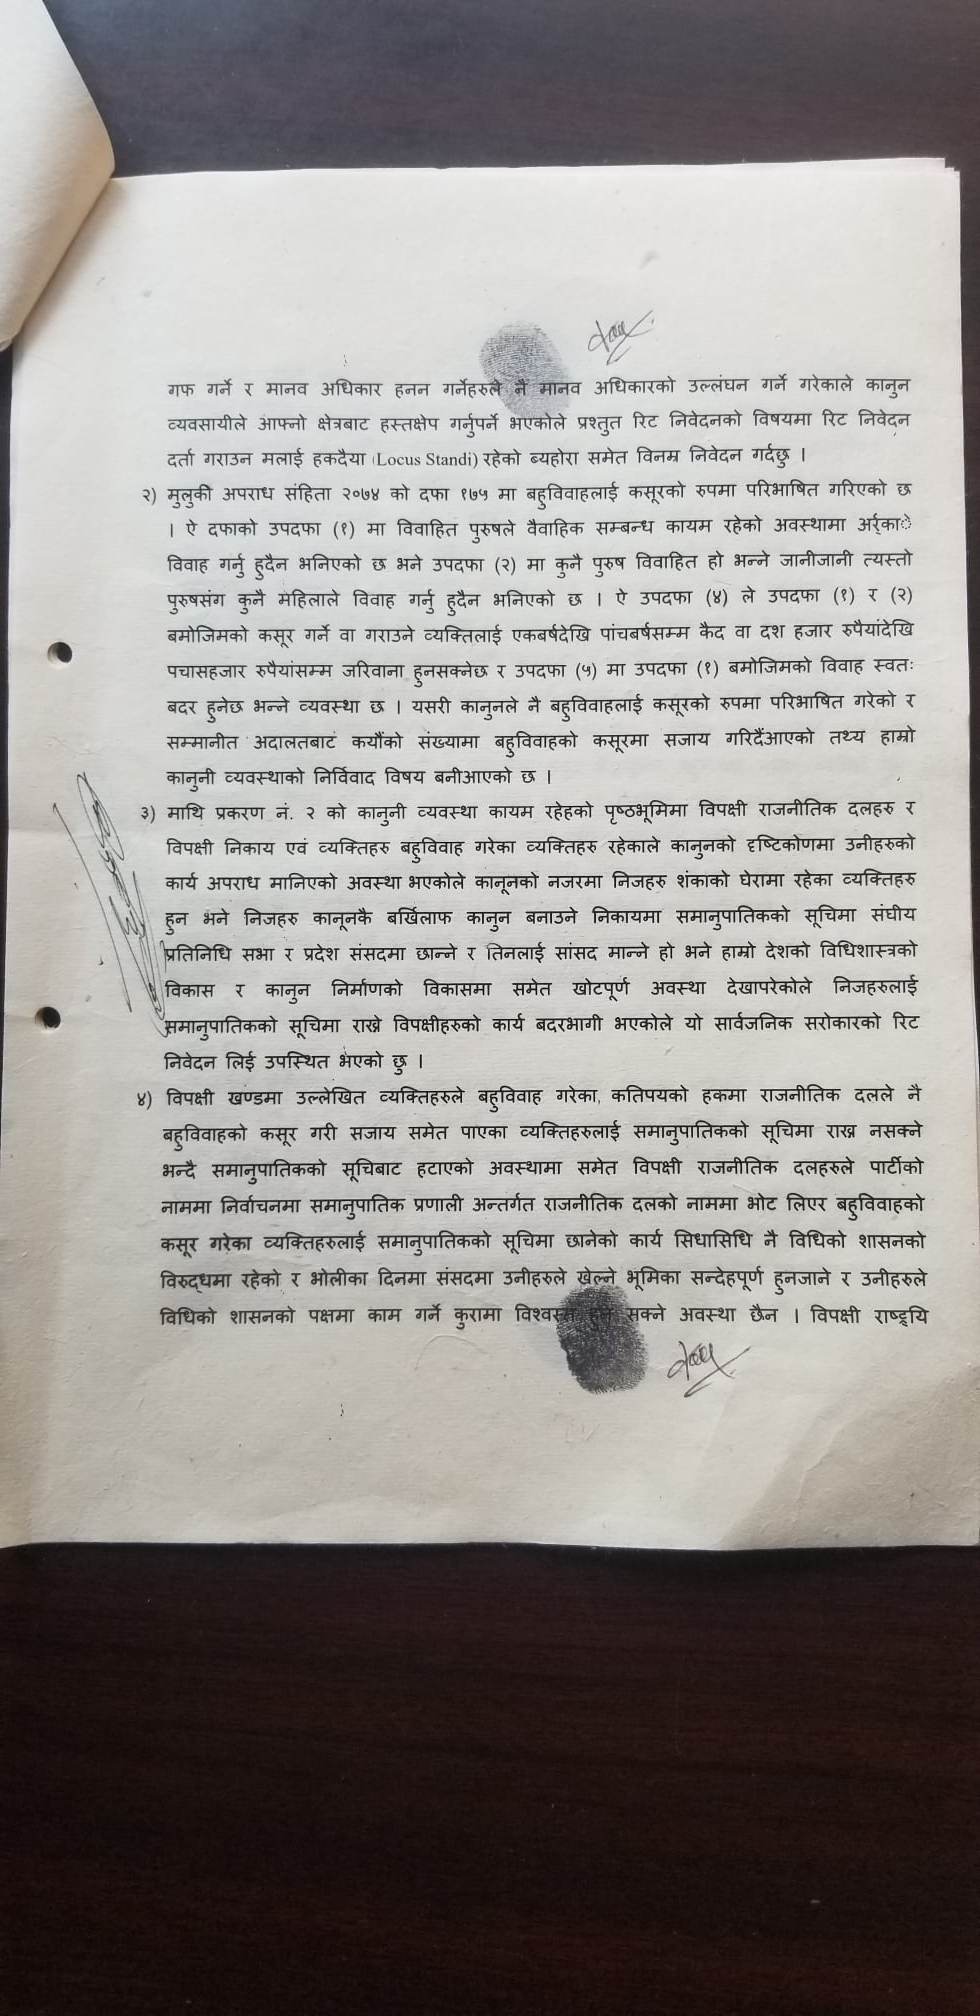 गफ गर्ने र मानव अधिकार हनन गर्नेहरुले नै मानव अधिकारको उल्लंघन गर्ने गरेकाले कानुन
व्यवसायीले आफ्नो क्षेत्रबाट हस्तक्षेप गर्नुपर्ने भएकोले प्रश्तुत रिट निवेदनको विषयमा रिट निवेदन
दर्ता गराउन मलाई हकदैया (Locus Standi) रहेको ब्यहोरा समेत विनम्र निवेदन गर्दछु ।
२) मुलुकी अपराध संहिता २०७४ को दफा १७५ मा बहुविवाहलाई कसूरको रुपमा परिभाषित गरिएको छ
। ऐ दफाको उपदफा (१) मा विवाहित पुरुषले वैवाहिक सम्बन्ध कायम रहेको अवस्थामा अर्र्काे
विवाह गर्नु हुदैन भनिएको छ भने उपदफा (२) मा कुनै पुरुष विवाहित हो भन्ने जानीजानी त्यस्तो
पुरुषसंग कुनै महिलाले विवाह गर्नु हुदैन भनिएको छ । ऐ उपदफा (४) ले उपदफा (१) र (२)
बमोजिमको कसूर गर्ने वा गराउने व्यक्तिलाई एकबर्षदेखि पांचबर्षसम्म कैद वा दश हजार रुपैयांदेखि
पचासहजार रुपैयांसम्म जरिवाना हुनसक्नेछ र उपदफा (५) मा उपदफा (१) बमोजिमको विवाह स्वतः
बदर हुनेछ भन्ने व्यवस्था छ । यसरी कानुनले नै बहुविवाहलाई कसूरको रुपमा परिभाषित गरेको र
सम्मानीत अदालतबाट कयौंको संख्यामा बहुविवाहको कसूरमा सजाय गरिदैंआएको तथ्य हाम्रो
कानुनी व्यवस्थाको निर्विवाद विषय बनीआएको छ ।
३) माथि प्रकरण नं. २ को कानुनी व्यवस्था कायम रहेहको पृष्ठभूमिमा विपक्षी राजनीतिक दलहरु र
विपक्षी निकाय एवं व्यक्तिहरु बहुविवाह गरेका व्यक्तिहरु रहेकाले कानुनको दृष्टिकोणमा उनीहरुको
कार्य अपराध मानिएको अवस्था भएकोले कानूनको नजरमा निजहरु शंकाको घेरामा रहेका व्यक्तिहरु
हुन भने निजहरु कानूनकै बर्खिलाफ कानुन बनाउने निकायमा समानुपातिकको सूचिमा संघीय
प्रतिनिधि सभा र प्रदेश संसदमा छान्ने र तिनलाई सांसद मान्ने हो भने हाम्रो देशको विधिशास्त्रको
विकास र कानुन निर्माणको विकासमा समेत खोटपूर्ण अवस्था देखापरेकोले निजहरुलाई
समानुपातिकको सूचिमा राख्ने विपक्षीहरुको कार्य बदरभागी भएकोले यो सार्वजनिक सरोकारको रिट
निवेदन लिई उपस्थित भएको छु ।
४) विपक्षी खण्डमा उल्लेखित व्यक्तिहरुले बहुविवाह गरेका, कतिपयको हकमा राजनीतिक दलले नै
बहुविवाहको कसूर गरी सजाय समेत पाएका व्यक्तिहरुलाई समानुपातिकको सूचिमा राख्न नसक्ने
भन्दै समानुपातिकको सूचिबाट हटाएको अवस्थामा समेत विपक्षी राजनीतिक दलहरुले पार्टीको
नाममा निर्वाचनमा समानुपातिक प्रणाली अन्तर्गत राजनीतिक दलको नाममा भोट लिएर बहुविवाहको
कसूर गरेका व्यक्तिहरुलाई समानुपातिकको सूचिमा छानेको कार्य सिधासिधि नै विधिको शासनको
विरुद्धमा रहेको र भोलीका दिनमा संसदमा उनीहरुले खेल्ने भूमिका सन्देहपूर्ण हुनजाने र उनीहरुले
विधिको शासनको पक्षमा काम गर्ने कुरामा विश्वस्त हुन सक्ने अवस्था छैन । विपक्षी राष्ट्र्यि